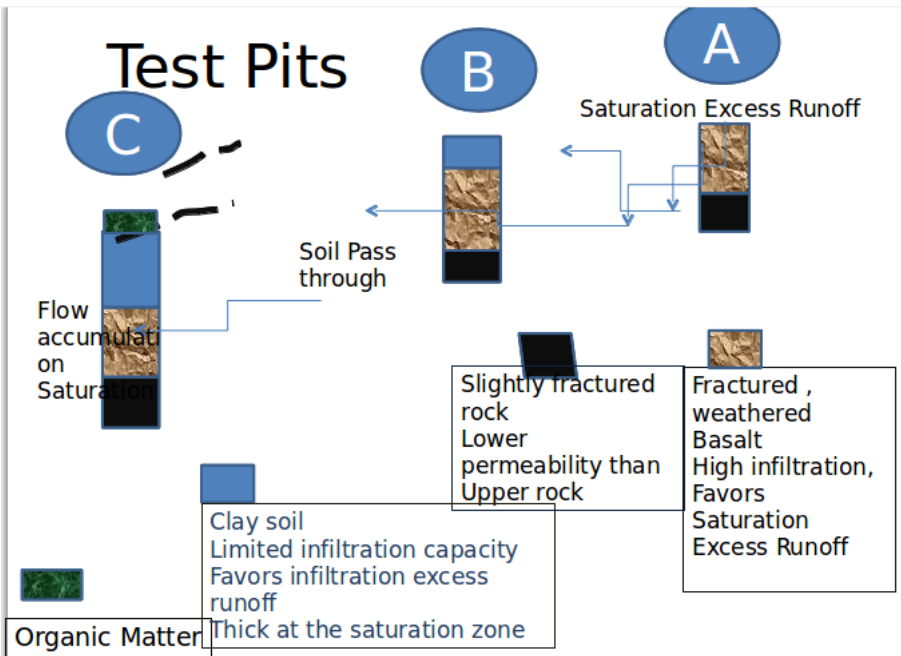 Test Pits
A
B
C
Saturation Excess Runoff
Soil Pass
through
Flow
accumulati
on
Saturation
Slightly fractured
rock
Lower
permeability than
Upper rock
Fractured ,
weathered
Basalt
High infiltration,
Favors
Saturation
Excess Runoff
Clay soil
Limited infiltration capacity
Favors infiltration excess
runoff
Thick at the saturation zone
Organic Matter